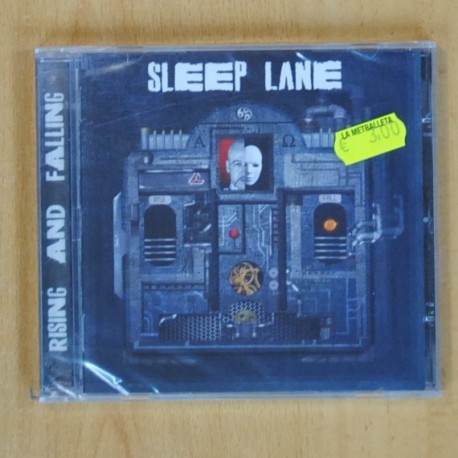 SLEEP LANE
RISING AND FALLING
LA METRALLETA
€ 3,00
A Ω